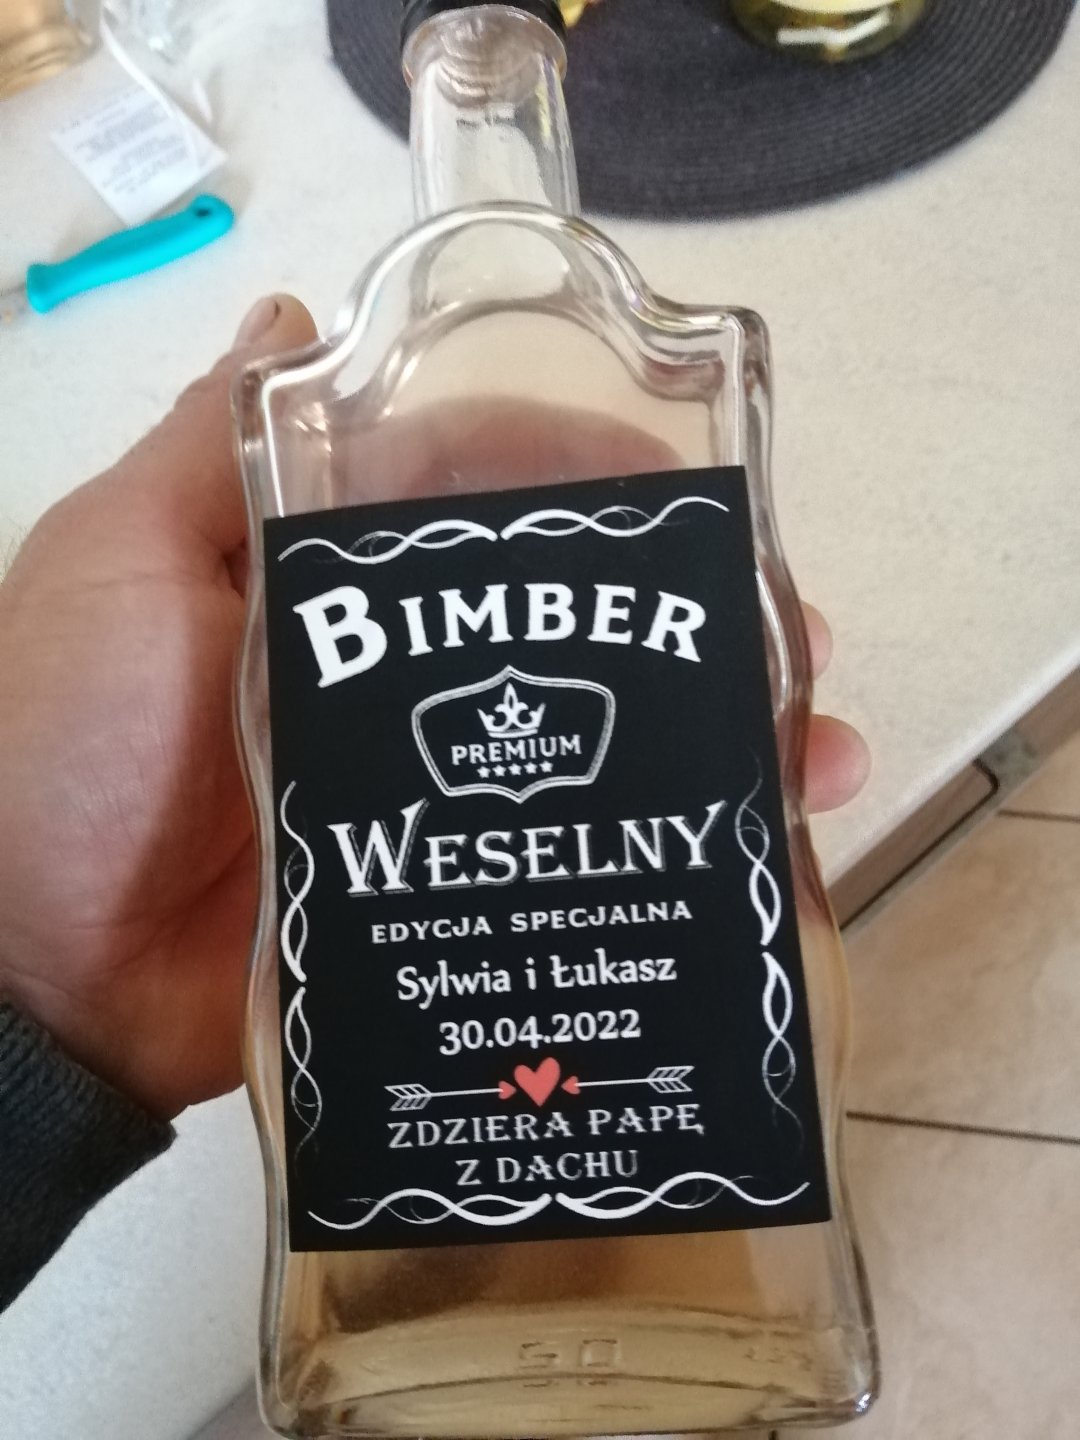 BIMBER
PREMIUM
WESELNY
EDYCJA SPECJALNA
Sylwia i Łukasz
30.04.2022
ZDZIERA PAPĘ
Z DACHU